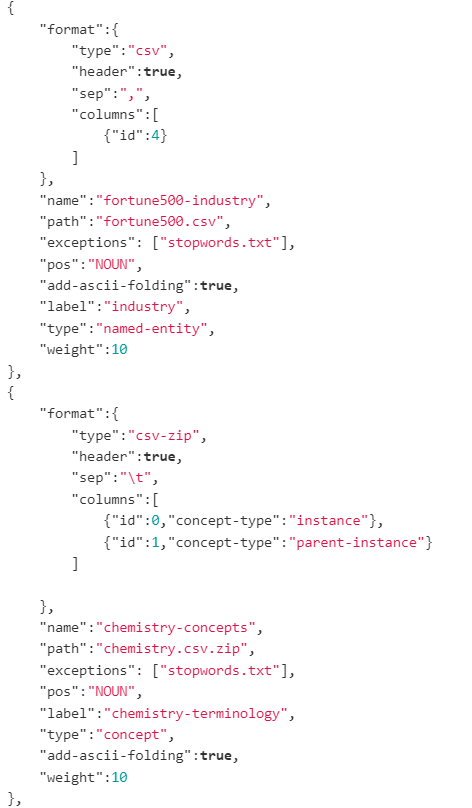 {
    "format":{
        "type":"csv",
        "header":true,
        "sep":",",
        "columns":[
            {"id":4}
        ]
    },
    "name":"fortune500-industry",
    "path":"fortune500.csv",
    "exceptions": ["stopwords.txt"],
    "pos":"NOUN",
    "add-ascii-folding":true,
    "label":"industry",
    "type":"named-entity",
    "weight":10
},
{
    "format":{
        "type":"csv-zip",
        "header":true,
        "sep":"\t",
        "columns":[
            {"id":0,"concept-type":"instance"},
            {"id":1,"concept-type":"parent-instance"}
        ]

    },
    "name":"chemistry-concepts",
    "path":"chemistry.csv.zip",
    "exceptions": ["stopwords.txt"],
    "pos":"NOUN",
    "label":"chemistry-terminology",
    "type":"concept",
    "add-ascii-folding":true,
    "weight":10
},